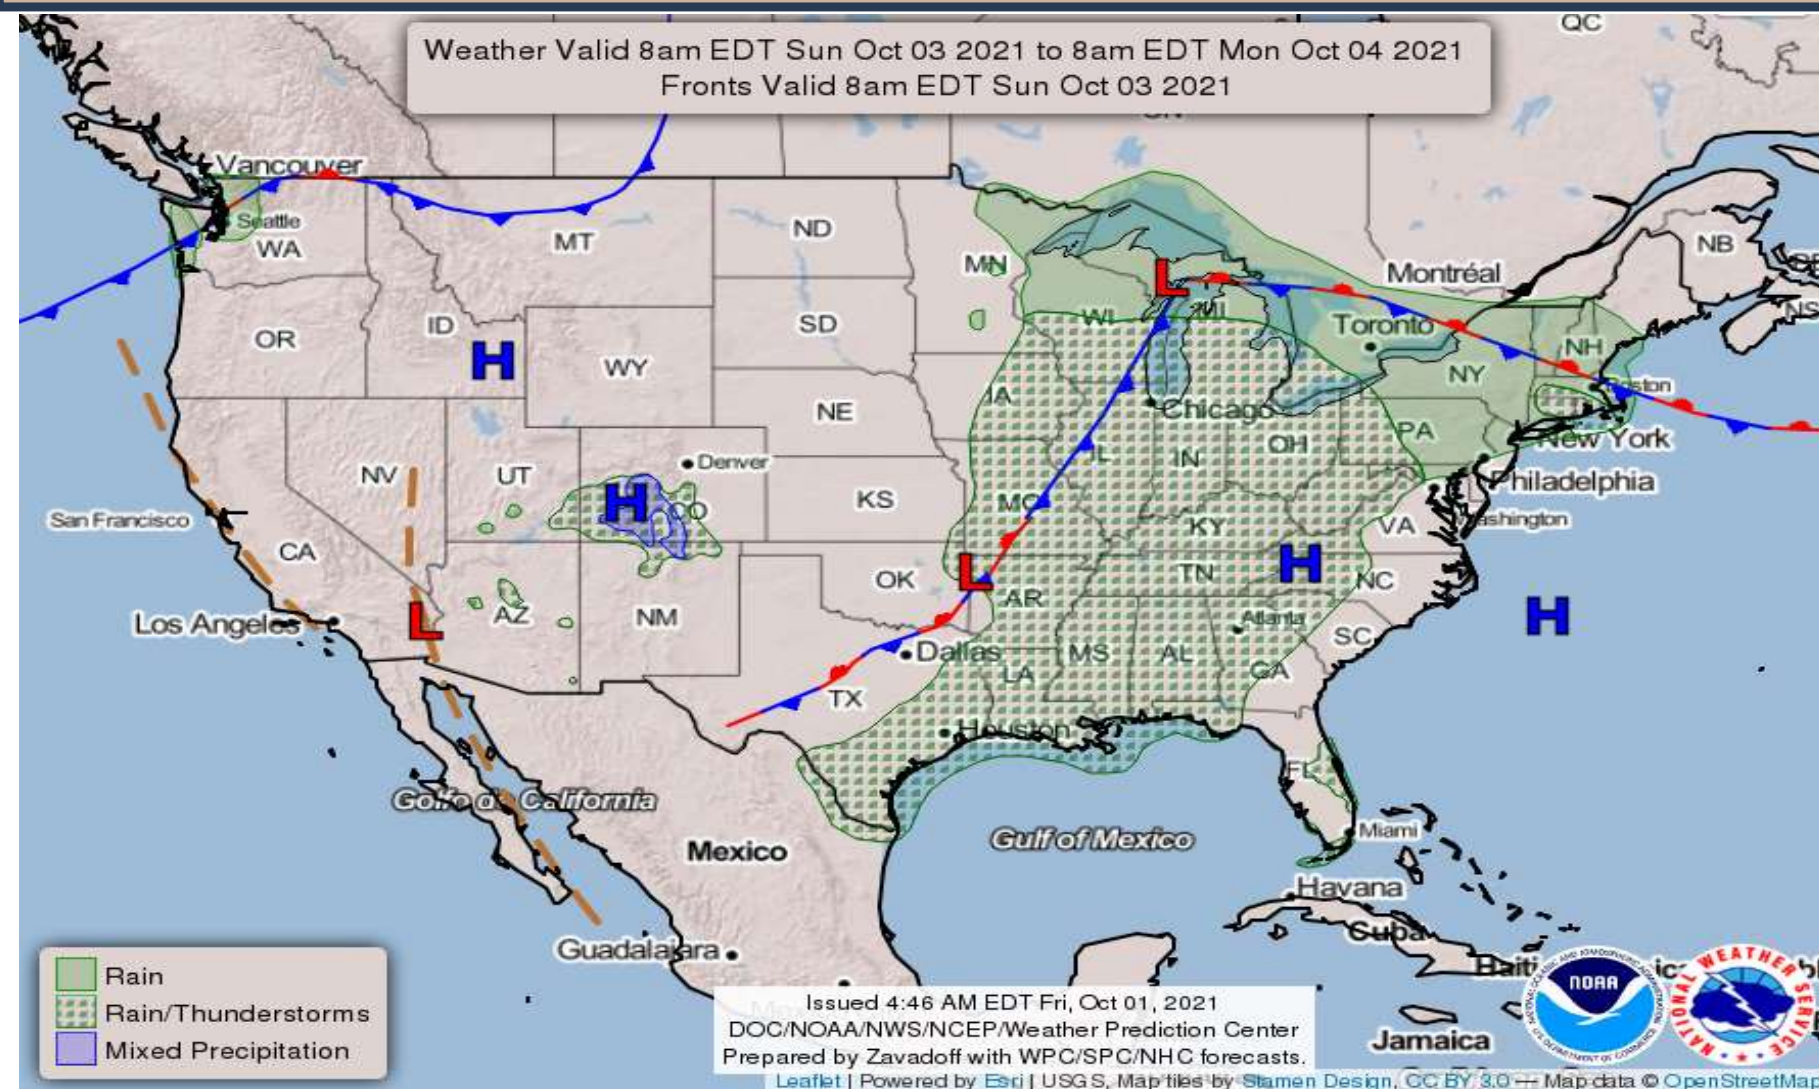 Weather Valid 8am EDT Sun Oct 03 2021 to 8am EDT Mon Oct 04 2021
Fronts Valid 8am EDT Sun Oct 03 2021
QC
Vancouver
Seattle
WA
MT
ND
MN
Montréal
NB
NS
OR
ID
H
WY
SD
WI
L
MI
Toronto
NH
NY
Boston
NE
IA
Chicago
PA
New York
NV
UT
Denver
H
CO
KS
MO
IL
IN
OH
Philadelphia
San Francisco
CA
KY
VA
Washington
Los Angeles
L
AZ
NM
OK
L
AR
TN
H
NC
H
Dallas
TX
LA
MS
AL
Atlanta
GA
SC
Houston
FL
Golfo de California
Mexico
Gulf of Mexico
Miami
Havana
Cuba
Haiti
Guadalajara
Jamaica
Rain
Rain/Thunderstorms
Mixed Precipitation
Issued 4:46 AM EDT Fri, Oct 01, 2021
DOC/NOAA/NWS/NCEP/Weather Prediction Center
Prepared by Zavadoff with WPC/SPC/NHC forecasts.
NOAA
NATIONAL WEATHER SERVICE
Leaflet | Powered by Esri | USGS, Map tiles by Stamen Design, CC BY 3.0 — Map data © OpenStreetMap